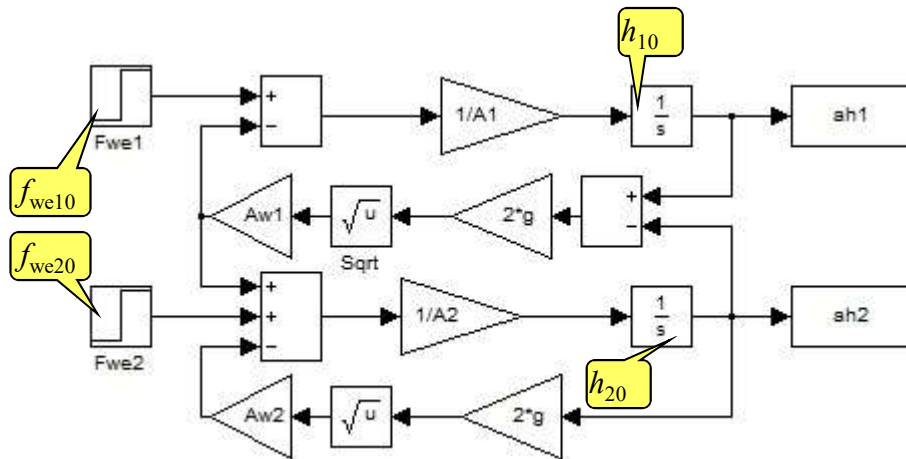 h10
+
−
1/A1
1
s
ah1
Fwe1
fwe10
Aw1
√u
2*g
+
−
Sqrt
fwe20
+
+
−
1/A2
1
s
ah2
Fwe2
h20
Aw2
√u
2*g